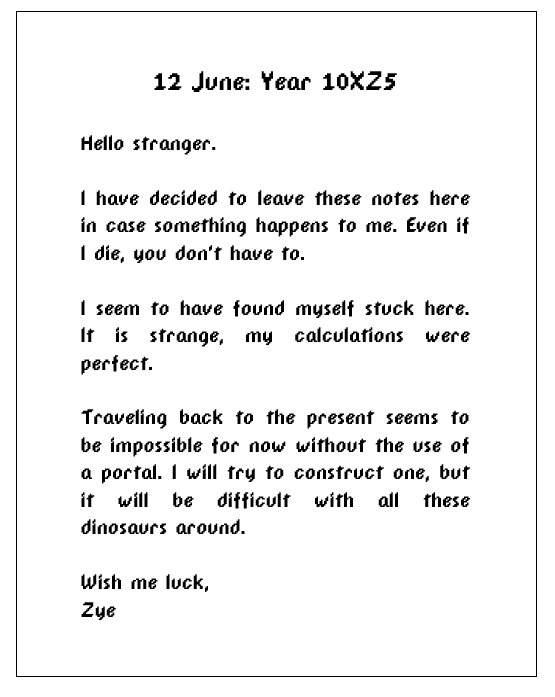 12 June: Year 10XZ5
Hello stranger.
I have decided to leave these notes here
in case something happens to me. Even if
I die, you don't have to.
I seem to have found myself stuck here.
It is strange, my calculations were
perfect.
Traveling back to the present seems to
be impossible for now without the use of
a portal. I will try to construct one, but
it will be difficult with all these
dinosaurs around.
Wish me luck,
Zye